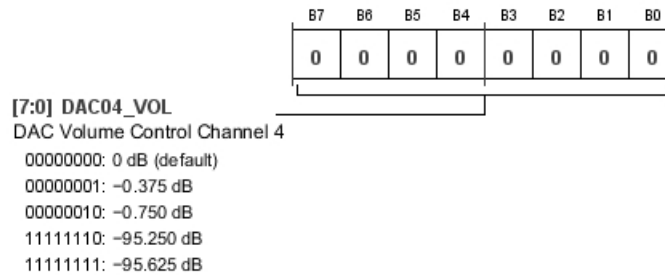 B7 B6 B5 B4 B3 B2 B1 B0
0 0 0 0 0 0 0 0
[7:0] DAC04_VOL
DAC Volume Control Channel 4
00000000: 0 dB (default)
00000001: −0.375 dB
00000010: −0.750 dB
11111110: −95.250 dB
11111111: −95.625 dB